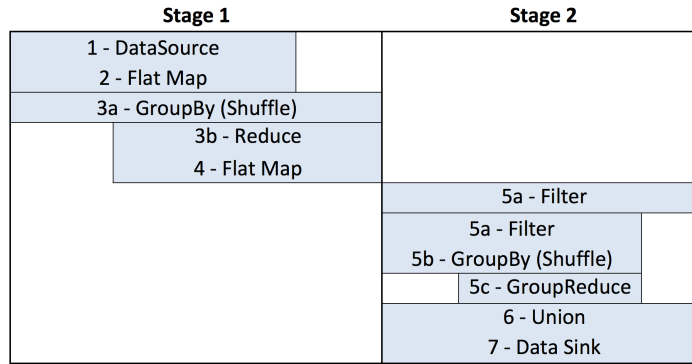 Stage 1
Stage 2
1 - DataSource
2 - Flat Map
3a - GroupBy (Shuffle)
3b - Reduce
4 - Flat Map
5a - Filter
5a - Filter
5b - GroupBy (Shuffle)
5c - GroupReduce
6 - Union
7 - Data Sink